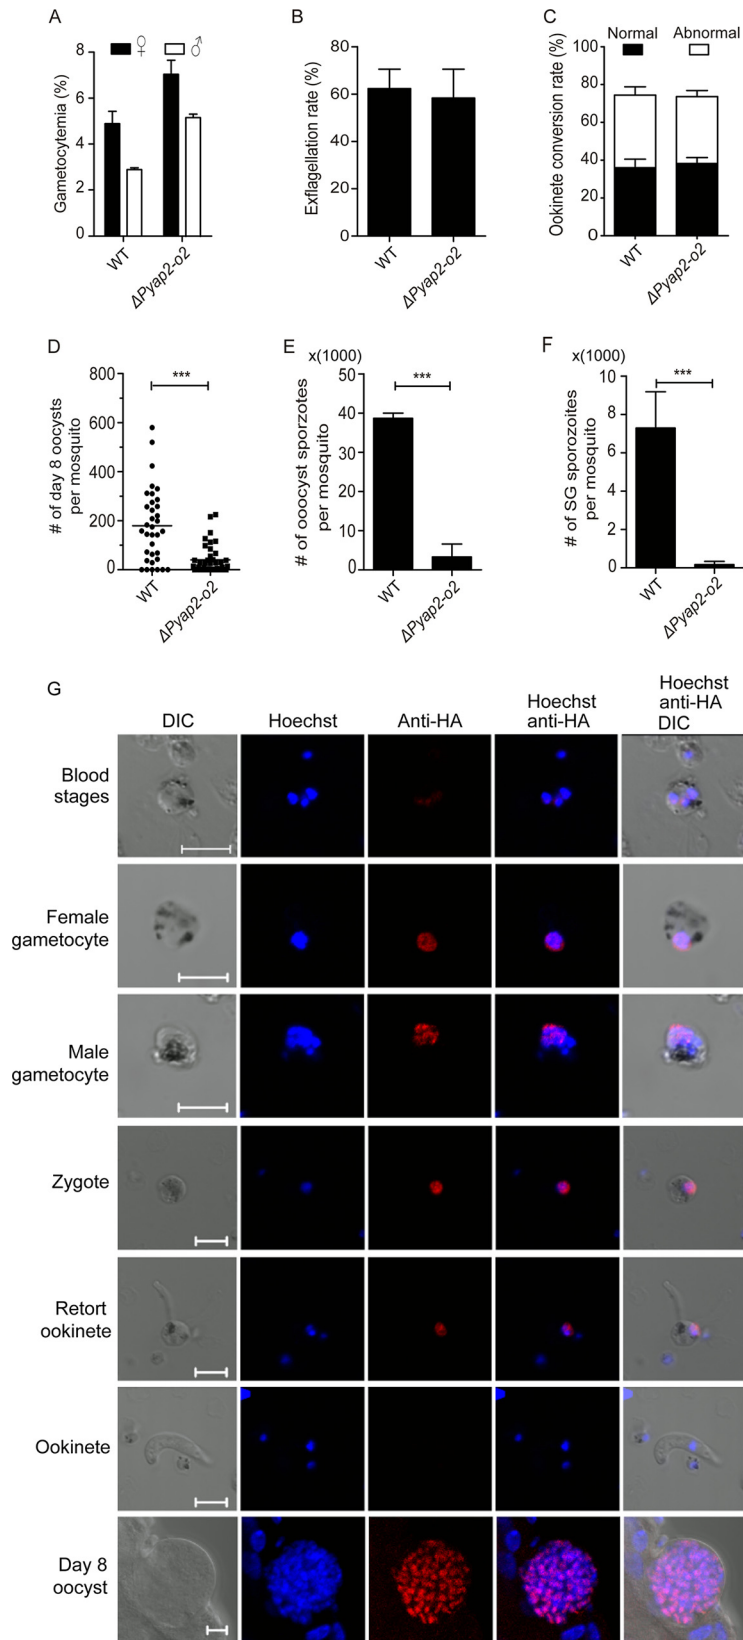 A
♀ ♂
Gametocytemia (%)
8
6
4
2
0
WT
ΔPyap2-o2
B
Exflagellation rate (%)
80
60
40
60
0
WT
ΔPyap2-o2
C
Normal Abnormal
Ookinete conversion rate (%)
100
80
60
40
20
0
WT
ΔPyap2-o2
D
***
# of day 8 oocysts
per mosquito
800
600
400
200
0
WT
ΔPyap2-o2
E
x(1000)
***
# of ooocyst sporzotes
per mosquito
50
40
30
20
10
0
WT
ΔPyap2-o2
F
x(1000)
***
# of SG sporozoites
per mosquito
10
8
6
4
2
0
WT
ΔPyap2-o2
G
DIC
Hoechst
Anti-HA
Hoechst
anti-HA
Hoechst
anti-HA
DIC
Blood
stages
Female
gametocyte
Male
gametocyte
Zygote
Retort
ookinete
Ookinete
Day 8
oocyst